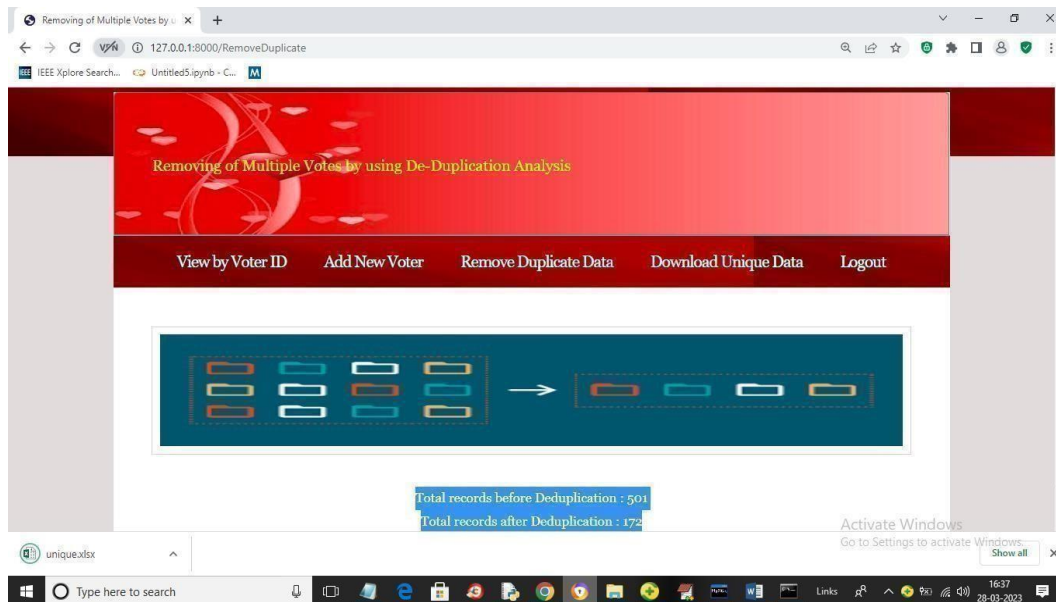 Removing of Multiple Votes by u
127.0.0.1:8000/RemoveDuplicate
IEEE Xplore Search...
Untitled5.ipynb - C...
M
Removing of Multiple Votes by using De-Duplication Analysis
View by Voter ID
Add New Voter
Remove Duplicate Data
Download Unique Data
Logout
Total records before Deduplication : 501
Total records after Deduplication : 172
Activate Windows
Go to Settings to activate Windows.
unique.xlsx
Show all
Type here to search
Links
16:37
28-03-2023